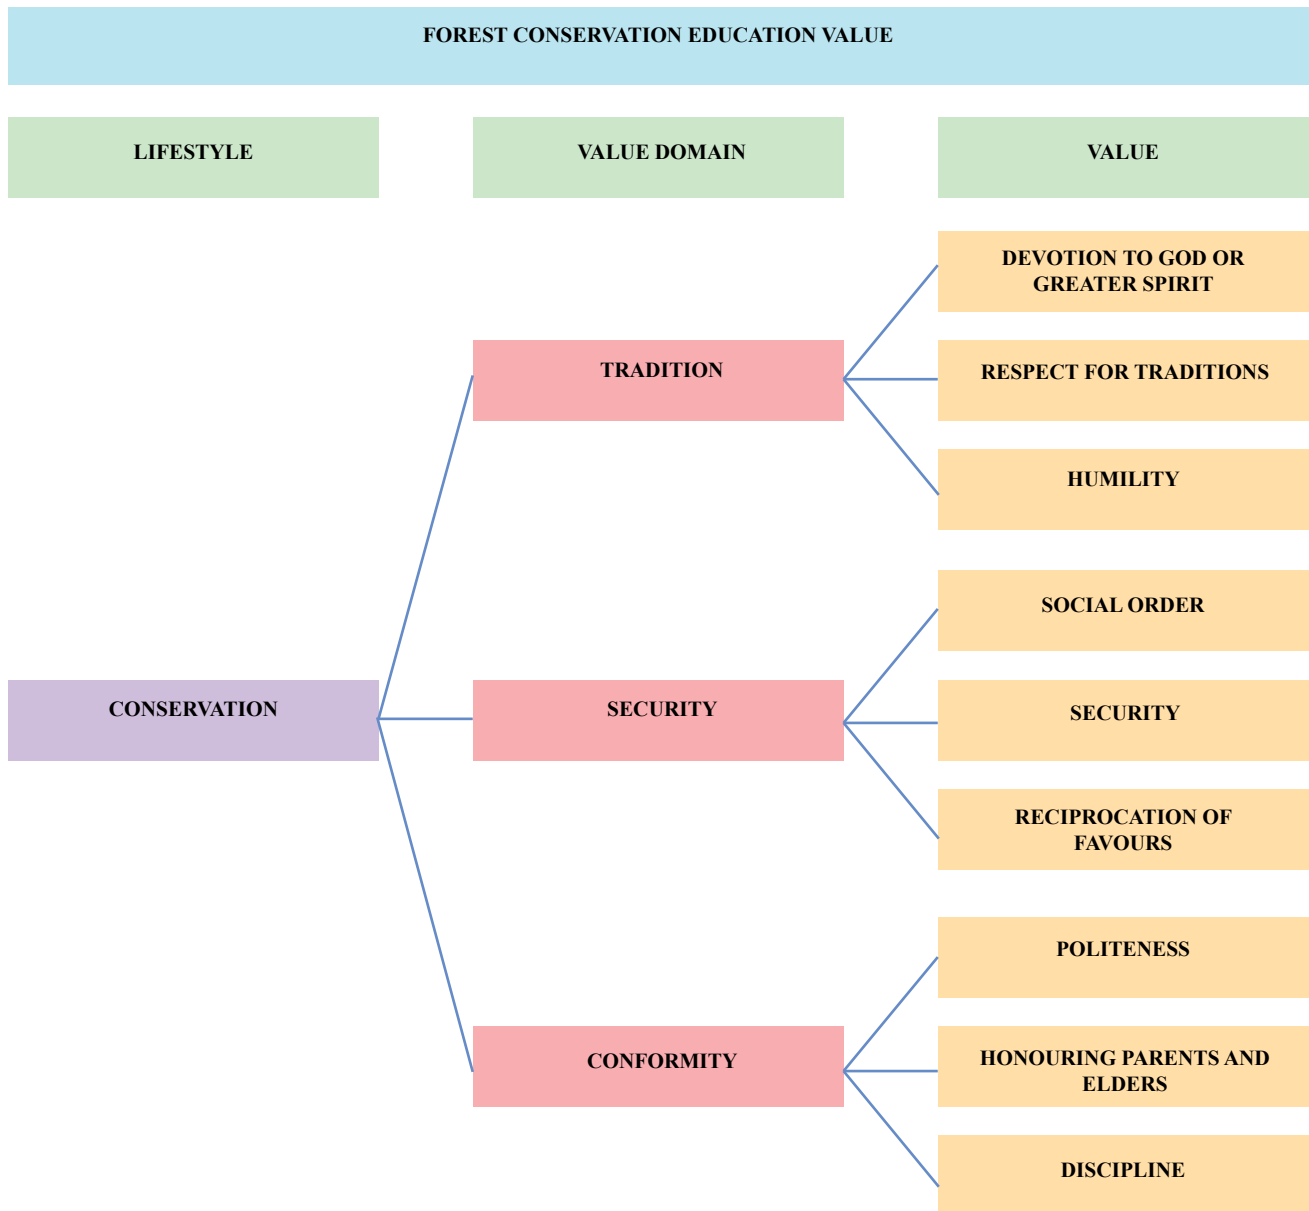 FOREST CONSERVATION EDUCATION VALUE
LIFESTYLE
VALUE DOMAIN
VALUE
DEVOTION TO GOD OR
GREATER SPIRIT
TRADITION
RESPECT FOR TRADITIONS
HUMILITY
SOCIAL ORDER
CONSERVATION
SECURITY
SECURITY
RECIPROCATION OF
FAVOURS
POLITENESS
CONFORMITY
HONOURING PARENTS AND
ELDERS
DISCIPLINE